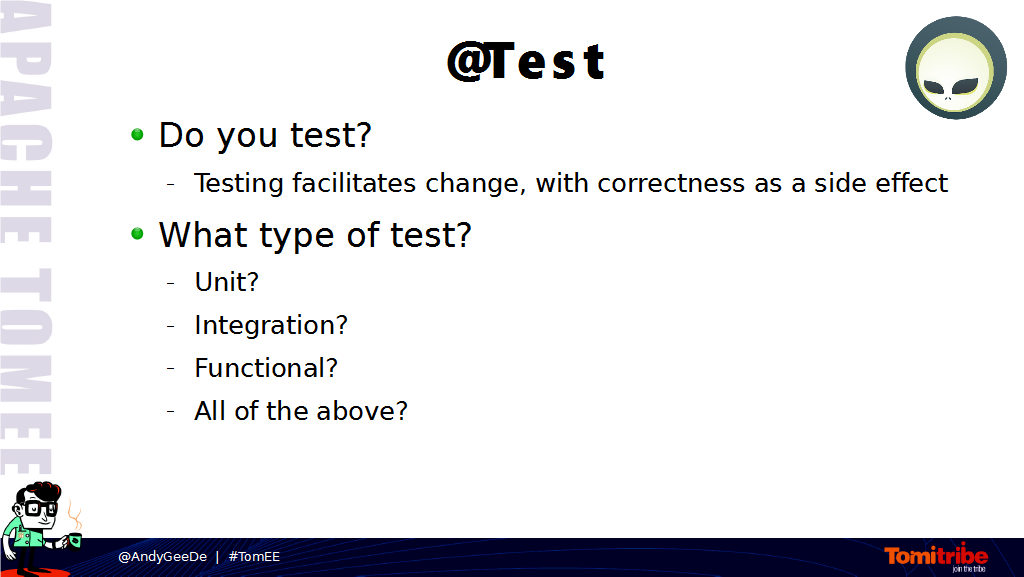 @Test
Do you test?
- Testing facilitates change, with correctness as a side effect
What type of test?
- Unit?
- Integration?
- Functional?
- All of the above?
APACHE TOMEE
@AndyGeeDe | #TomEE
Tomitribe
join the tribe